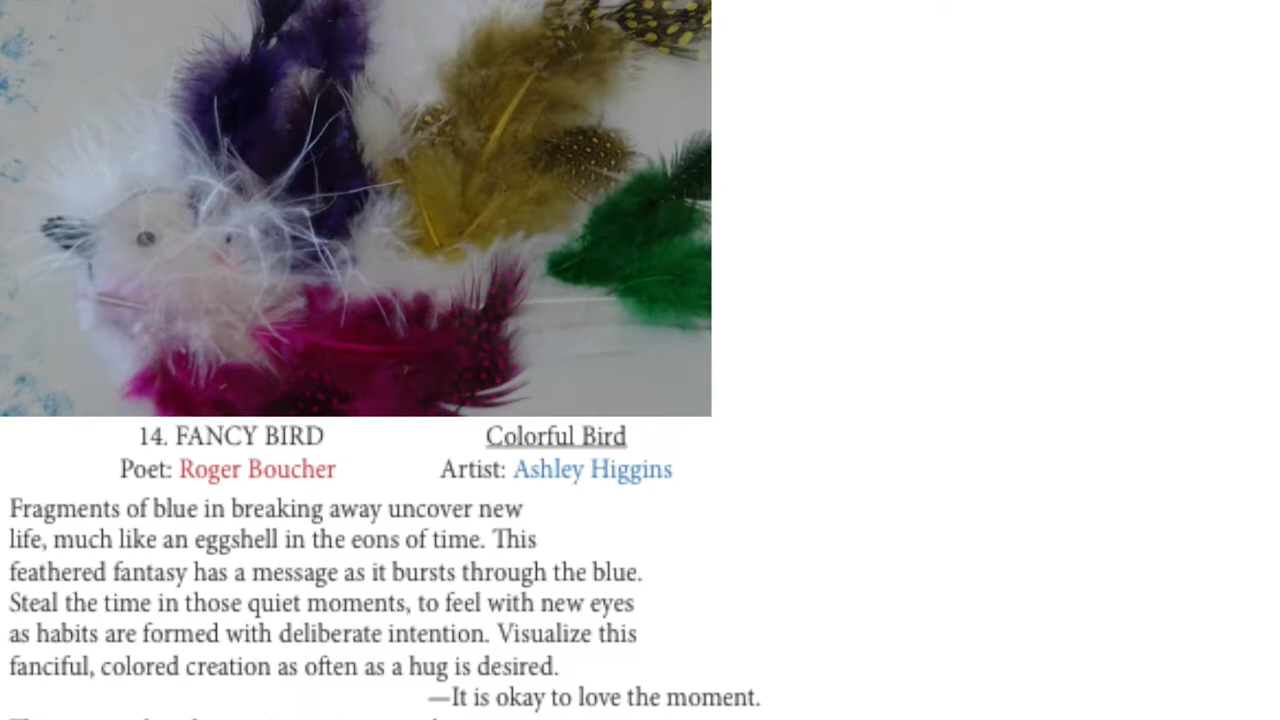 14. FANCY BIRD
Poet: Roger Boucher
Colorful Bird
Artist: Ashley Higgins
Fragments of blue in breaking away uncover new
life, much like an eggshell in the eons of time. This
feathered fantasy has a message as it bursts through the blue.
Steal the time in those quiet moments, to feel with new eyes
as habits are formed with deliberate intention. Visualize this
fanciful, colored creation as often as a hug is desired.
—It is okay to love the moment.